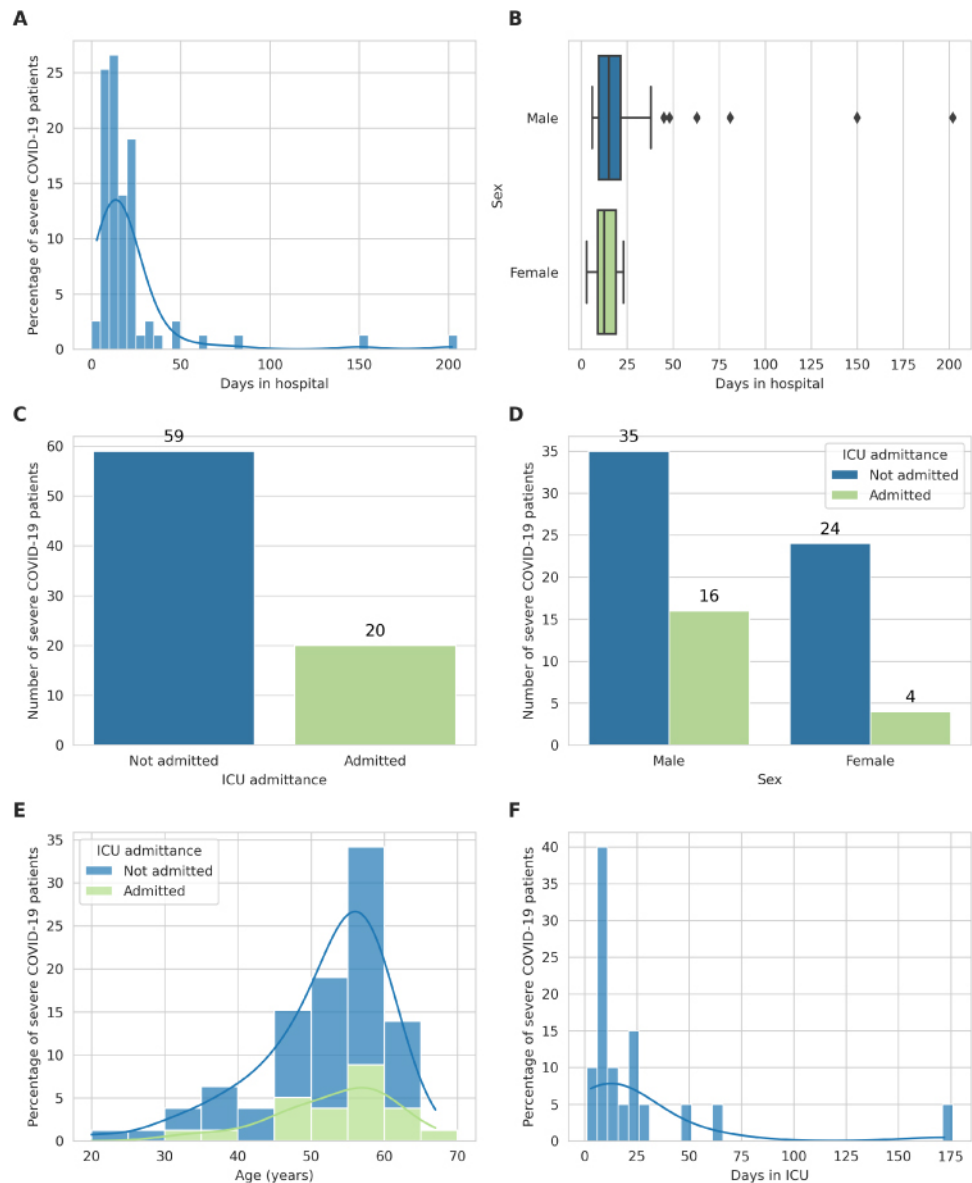 A
Percentage of severe COVID-19 patients
25
20
15
10
5
0
0 50 100 150 200
Days in hospital
B
Sex
Male
Female
0 25 50 75 100 125 150 175 200
Days in hospital
C
Number of severe COVID-19 patients
60
50
40
30
20
10
0
59
20
Not admitted Admitted
ICU admittance
D
Number of severe COVID-19 patients
35
30
25
20
15
10
5
0
ICU admittance
Not admitted
Admitted
35
16
24
4
Male Female
Sex
E
Percentage of severe COVID-19 patients
35
30
25
20
15
10
5
0
ICU admittance
Not admitted
Admitted
20 30 40 50 60 70
Age (years)
F
Percentage of severe COVID-19 patients
40
35
30
25
20
15
10
5
0
0 25 50 75 100 125 150 175
Days in ICU